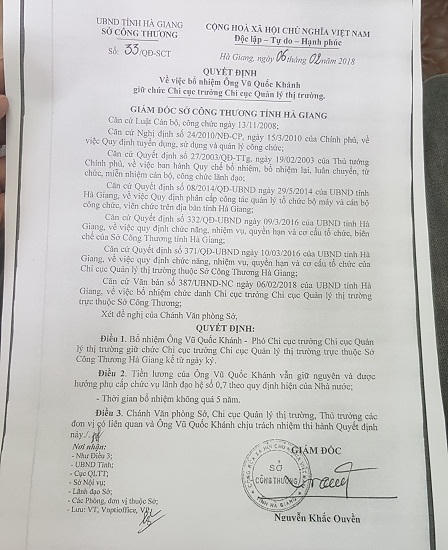 UBND TỈNH HÀ GIANG
SỞ CÔNG THƯƠNG
CỘNG HOÀ XÃ HỘI CHỦ NGHĨA VIỆT NAM
Độc lập - Tự do - Hạnh phúc
Số: 33/QĐ-SCT
Hà Giang, ngày 06 tháng 02 năm 2018
QUYẾT ĐỊNH
Về việc bổ nhiệm Ông Vũ Quốc Khánh
giữ chức Chi cục trưởng Chi cục Quản lý thị trường.
GIÁM ĐỐC SỞ CÔNG THƯƠNG TỈNH HÀ GIANG
Căn cứ Luật Cán bộ, công chức ngày 13/11/2008;
Căn cứ Nghị định số 24/2010/NĐ-CP, ngày 15/3/2010 của Chính phủ, về
việc Quy định tuyển dụng, sử dụng và quản lý công chức;
Căn cứ Quyết định số 27/2003/QĐ-TTg, ngày 19/02/2003 của Thủ tướng
Chính phủ, về việc ban hành Quy chế bổ nhiệm, bổ nhiệm lại, luân chuyển, từ
chức, miễn nhiệm cán bộ, công chức lãnh đạo;
Căn cứ Quyết định số 08/2014/QĐ-UBND ngày 29/5/2014 của UBND tỉnh
Hà Giang, về việc Quy định phân cấp công tác quản lý tổ chức bộ máy và cán bộ
công chức, viên chức trên địa bàn tỉnh Hà Giang;
Căn cứ Quyết định số 332/QĐ-UBND ngày 09/3/2016 của UBND tỉnh Hà
Giang, về việc quy định chức năng, nhiệm vụ, quyền hạn và cơ cấu tổ chức, biên
chế của Sở Công Thương tỉnh Hà Giang;
Căn cứ Quyết định số 371/QĐ-UBND ngày 10/03/2016 của UBND tỉnh Hà
Giang, về việc quy định chức năng, nhiệm vụ, quyền hạn và cơ cấu tổ chức của
Chi cục Quản lý thị trường thuộc Sở Công Thương Hà Giang;
Căn cứ Văn bản số 387/UBND-NC ngày 06/02/2018 của UBND tỉnh Hà
Giang, về việc bổ nhiệm chức danh Chi cục trưởng Chi cục Quản lý thị trường
trực thuộc Sở Công Thương;
Xét đề nghị của Chánh Văn phòng Sở,
QUYẾT ĐỊNH:
Điều 1. Bổ nhiệm Ông Vũ Quốc Khánh - Phó Chi cục trưởng Chi cục Quản
lý thị trường giữ chức Chi cục trưởng Chi cục Quản lý thị trường trực thuộc Sở
Công Thương Hà Giang kể từ ngày ký.
Điều 2. Tiền lương của Ông Vũ Quốc Khánh vẫn giữ nguyên và được
hưởng phụ cấp chức vụ lãnh đạo hệ số 0,7 theo quy định hiện của Nhà nước;
- Thời gian bổ nhiệm không quá 5 năm.
Điều 3. Chánh Văn phòng Sở, Chi cục Quản lý thị trường, Thủ trưởng các
đơn vị có liên quan và Ông Vũ Quốc Khánh chịu trách nhiệm thi hành Quyết định
này./.
Nơi nhận:
- Như Điều 3;
- UBND Tỉnh;
- Cục QLTT;
- Sở Nội vụ;
- Lãnh đạo Sở;
- Các Phòng, đơn vị thuộc Sở;
- Lưu: VT, Vnptioffice, VP.
GIÁM ĐỐC
SỞ
CÔNG THƯƠNG
Nguyễn Khắc Quyền